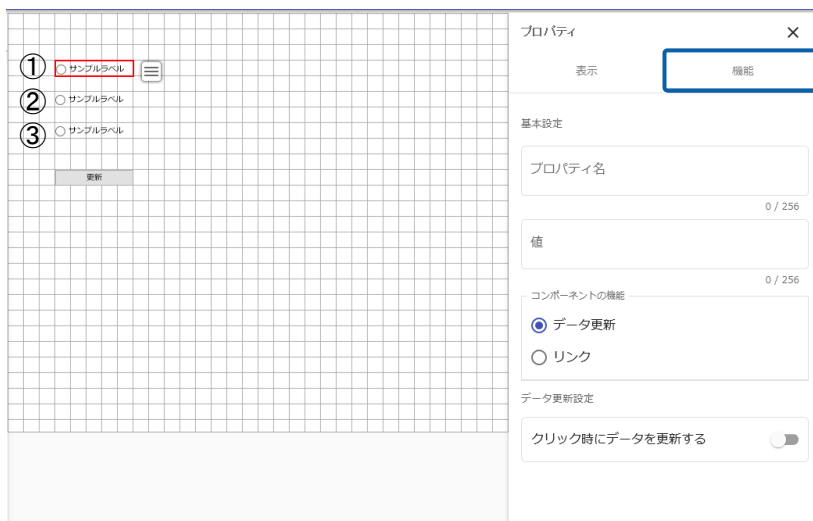 プロパティ
表示
機能
① サンプルラベル
② サンプルラベル
③ サンプルラベル
更新
基本設定
プロパティ名
0 / 256
値
0 / 256
コンポーネントの機能
データ更新
リンク
データ更新設定
クリック時にデータを更新する